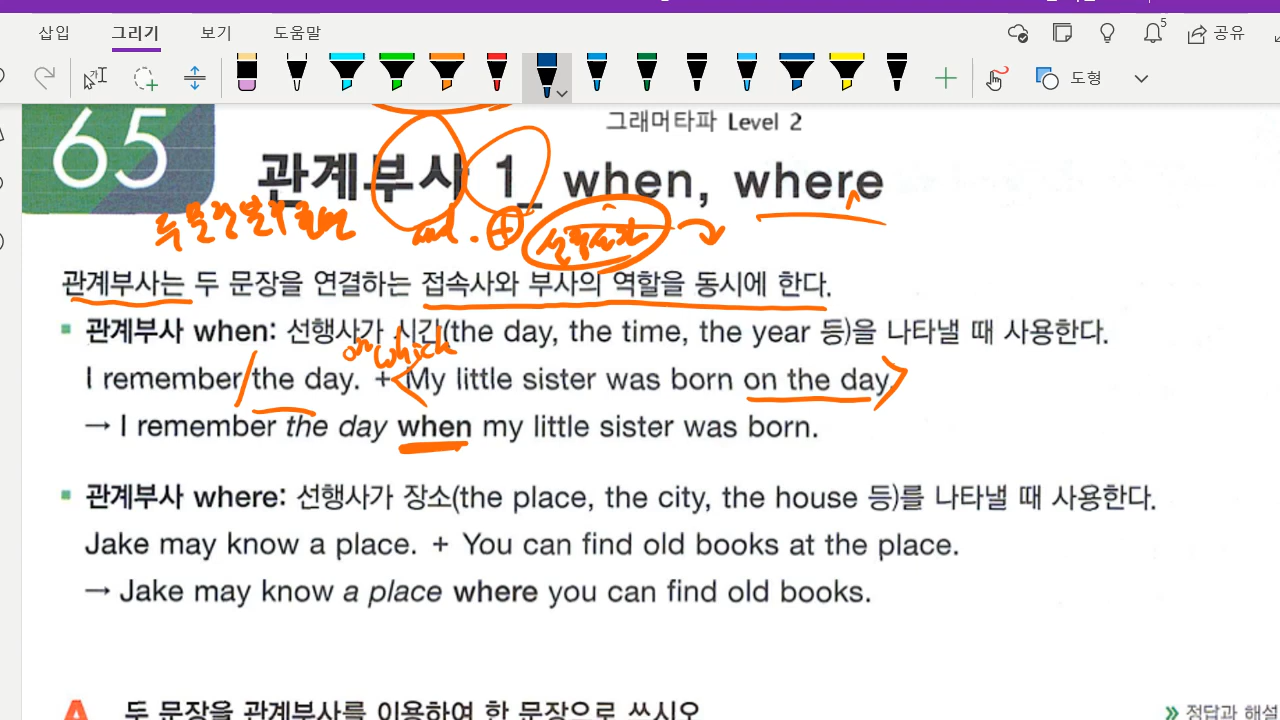 삽입 그리기 보기 도움말 5 공유
가 도형
65 그래머타파 Level 2
관계부사 1_ when, where
관계부사는 두 문장을 연결하는 접속사와 부사의 역할을 동시에 한다.
관계부사 when: 선행사가 시간(the day, the time, the year 등)을 나타낼 때 사용한다.
on which
I remember the day. + My little sister was born on the day.
→ I remember the day when my little sister was born.
관계부사 where: 선행사가 장소(the place, the city, the house 등)를 나타낼 때 사용한다.
Jake may know a place. + You can find old books at the place.
→ Jake may know a place where you can find old books.
A 두 문장을 관계부사를 이용하여 한 문장으로 쓰시오
» 정답과 해설